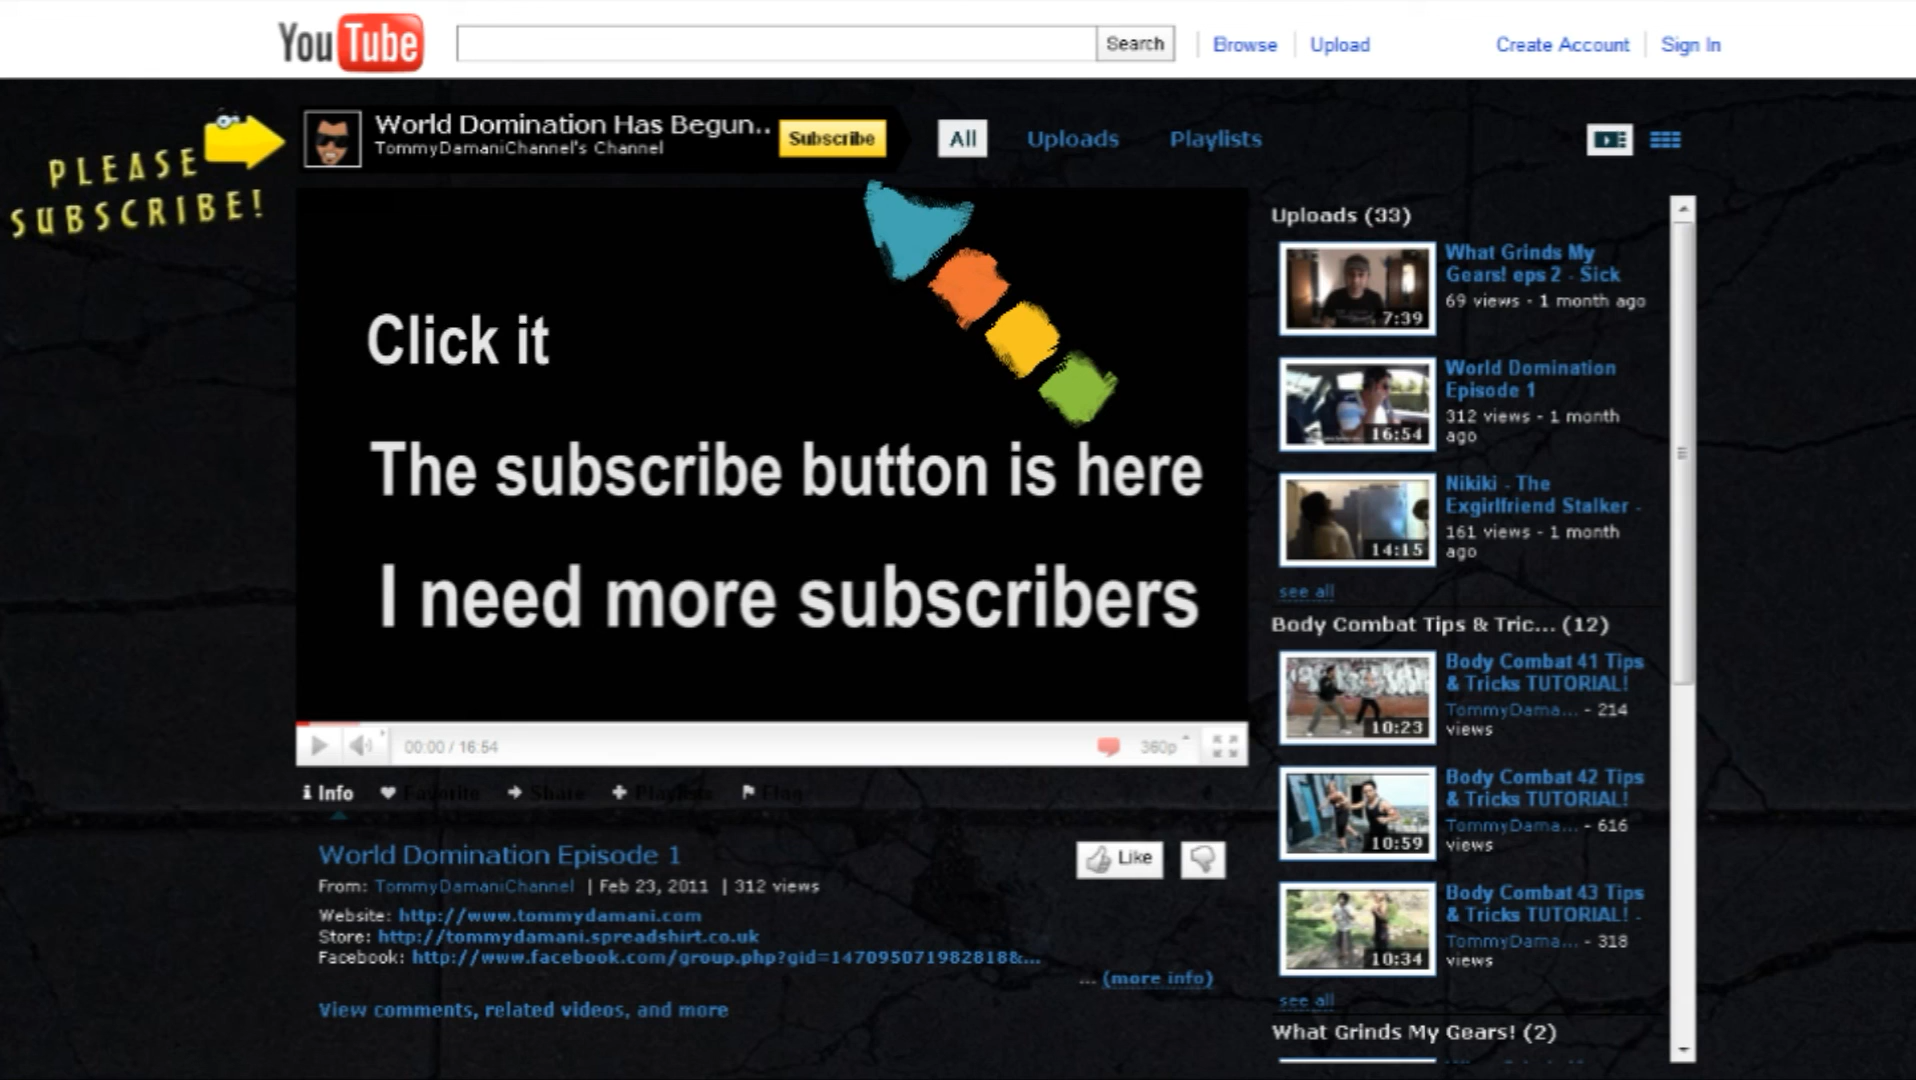 YouTube
Search
Browse
Upload
Create Account
Sign In
PLEASE
SUBSCRIBE!
World Domination Has Begun..
TommyDamaniChannel's Channel
Subscribe
All
Uploads
Playlists
Click it
The subscribe button is here
I need more subscribers
00:00 / 16:54
360p
Info
Favorite
Share
Playlists
Flag
World Domination Episode 1
From: TommyDamaniChannel | Feb 23, 2011 | 312 views
Like
Website: http://www.tommydamani.com
Store: http://tommydamani.spreadshirt.co.uk
Facebook: http://www.facebook.com/group.php?gid=147095071982818&...
... (more info)
View comments, related videos, and more
Uploads (33)
7:39
What Grinds My
Gears! eps 2 - Sick
69 views - 1 month ago
16:54
World Domination
Episode 1
312 views - 1 month
ago
14:15
Nikiki - The
Exgirlfriend Stalker -
161 views - 1 month
ago
see all
Body Combat Tips & Tric... (12)
10:23
Body Combat 41 Tips
& Tricks TUTORIAL!
TommyDama... - 214
views
10:59
Body Combat 42 Tips
& Tricks TUTORIAL!
TommyDama... - 616
views
10:34
Body Combat 43 Tips
& Tricks TUTORIAL! -
TommyDama... - 318
views
see all
What Grinds My Gears! (2)